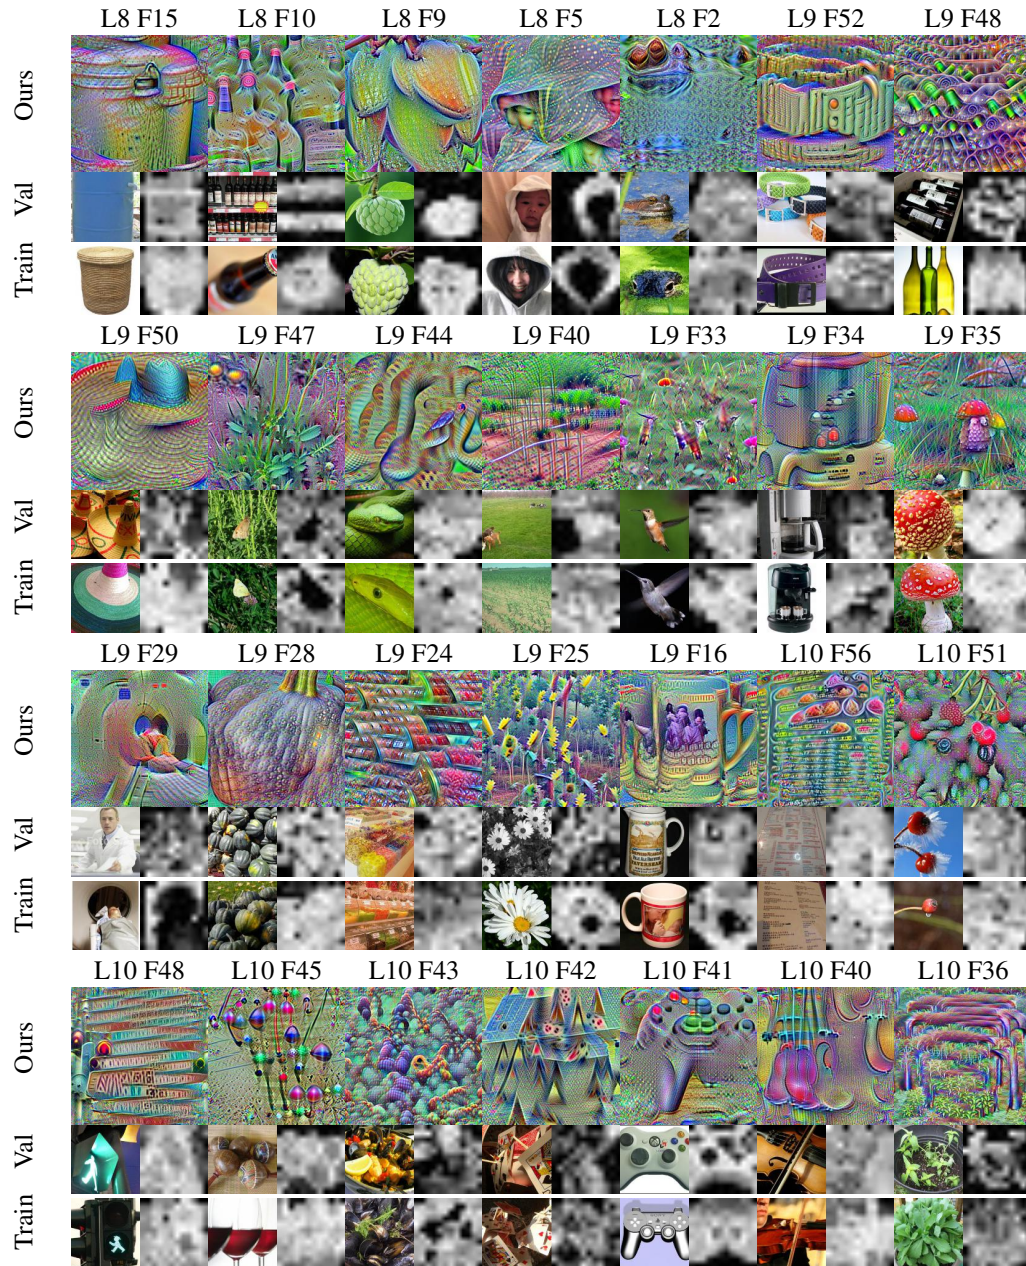 L8 F15 L8 F10 L8 F9 L8 F5 L8 F2 L9 F52 L9 F48
Ours
Val
Train
L9 F50 L9 F47 L9 F44 L9 F40 L9 F33 L9 F34 L9 F35
Ours
Val
Train
L9 F29 L9 F28 L9 F24 L9 F25 L9 F16 L10 F56 L10 F51
Ours
Val
Train
L10 F48 L10 F45 L10 F43 L10 F42 L10 F41 L10 F40 L10 F36
Ours
Val
Train